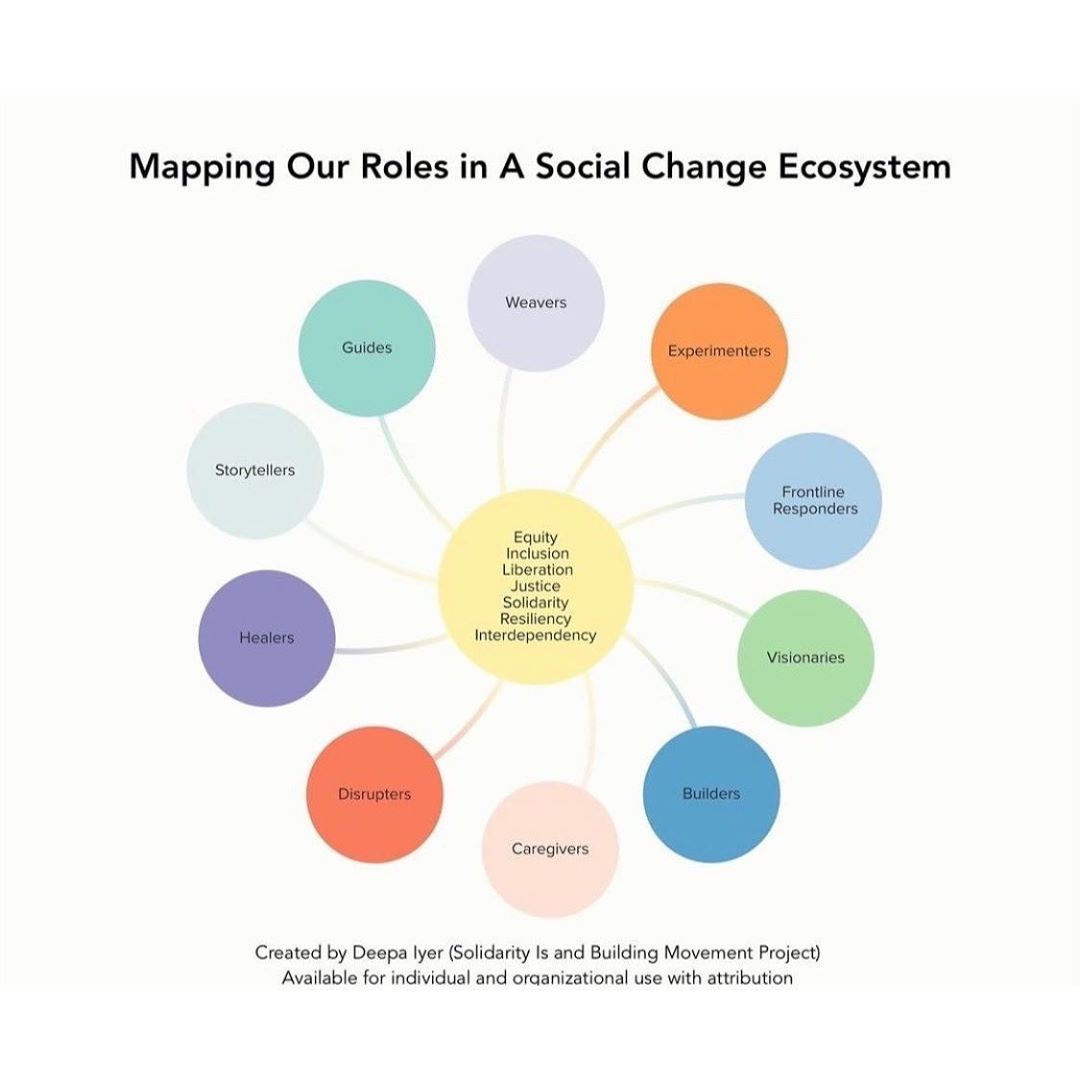 Mapping Our Roles in A Social Change Ecosystem
Weavers
Guides
Experimenters
Storytellers
Frontline
Responders
Equity
Inclusion
Liberation
Justice
Solidarity
Resiliency
Interdependency
Healers
Visionaries
Disrupters
Builders
Caregivers
Created by Deepa Iyer (Solidarity Is and Building Movement Project)
Available for individual and organizational use with attribution